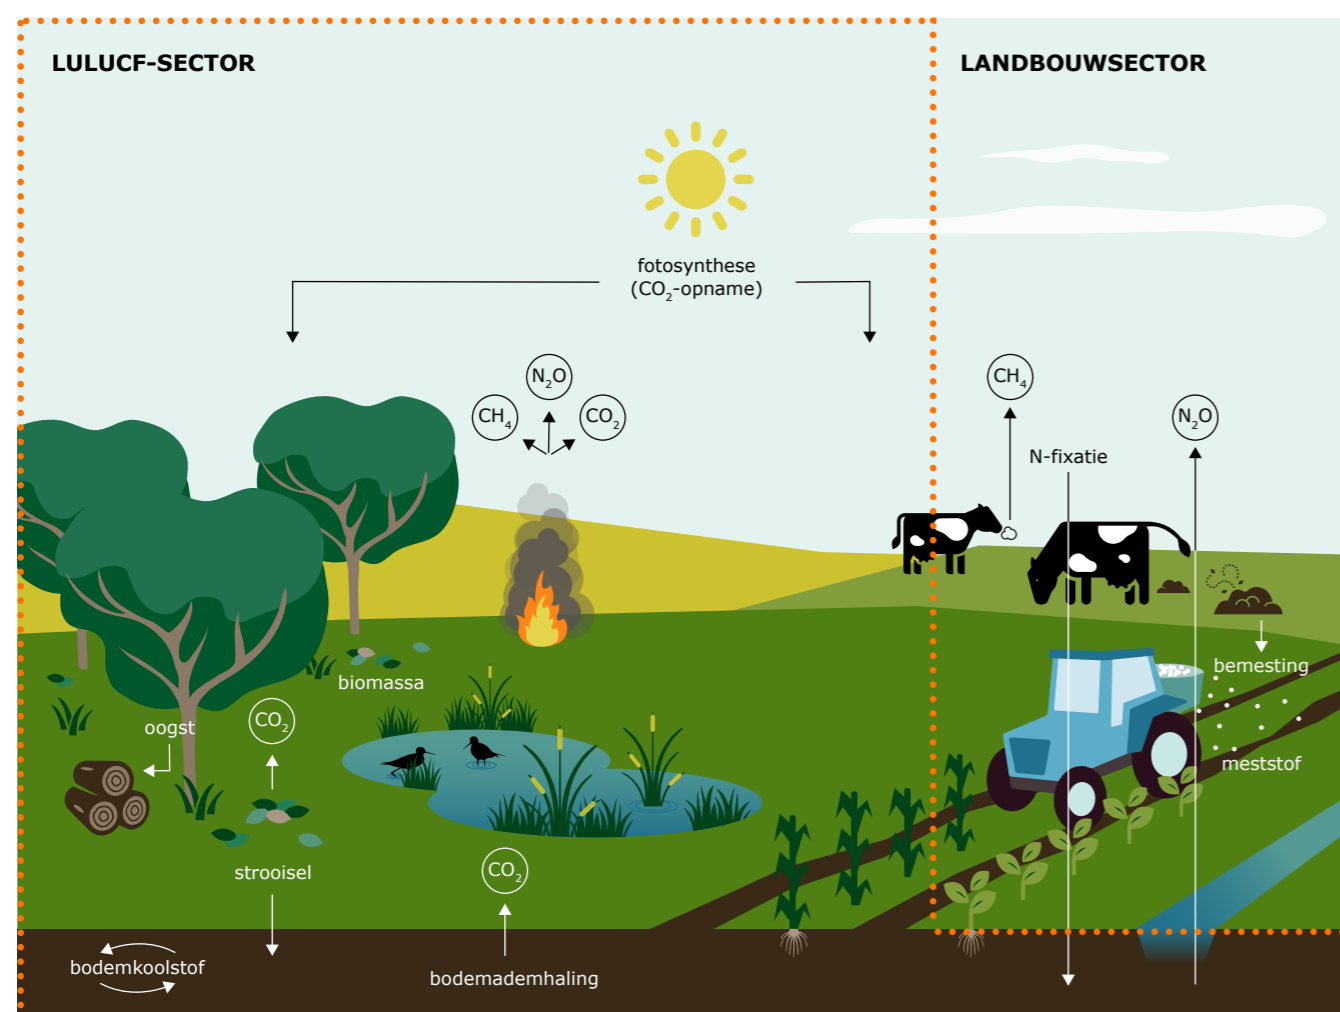 LULUCF-SECTOR
LANDBOUWSECTOR
fotosynthese
(CO₂-opname)
N₂O
CH₄
CO₂
CH₄
N₂O
N-fixatie
bemesting
biomassa
CO₂
oogst
meststof
strooisel
CO₂
bodemkoolstof
bodemademhaling